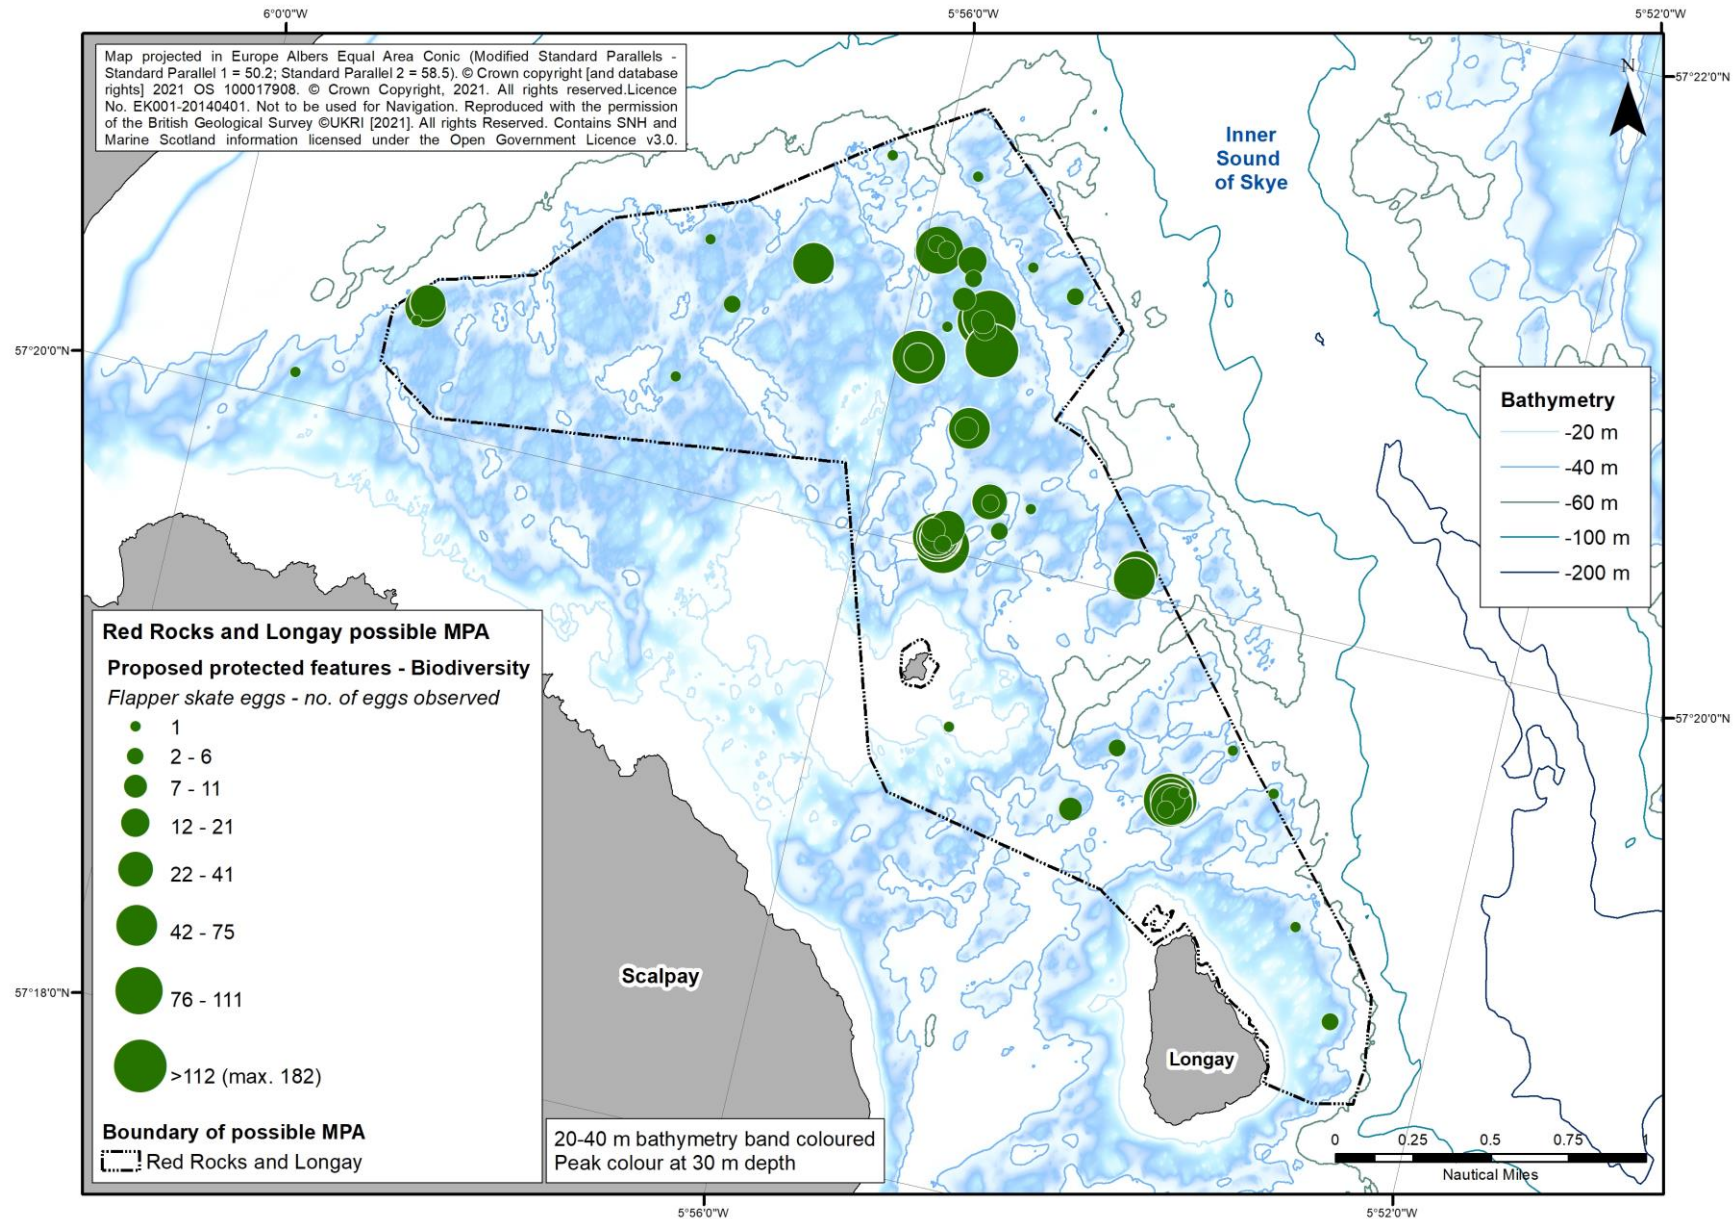 6°0'0"W
5°56'0"W
5°52'0"W
Map projected in Europe Albers Equal Area Conic (Modified Standard Parallels -
Standard Parallel 1 = 50.2; Standard Parallel 2 = 58.5). © Crown copyright [and database
rights] 2021 OS 100017908. © Crown Copyright, 2021. All rights reserved.Licence
No. EK001-20140401. Not to be used for Navigation. Reproduced with the permission
of the British Geological Survey ©UKRI [2021]. All rights Reserved. Contains SNH and
Marine Scotland information licensed under the Open Government Licence v3.0.
N
57°22'0"N
Inner
Sound
of Skye
57°20'0"N
Bathymetry
-20 m
-40 m
-60 m
-100 m
-200 m
Red Rocks and Longay possible MPA
Proposed protected features - Biodiversity
Flapper skate eggs - no. of eggs observed
1
2 - 6
7 - 11
12 - 21
22 - 41
42 - 75
76 - 111
>112 (max. 182)
Boundary of possible MPA
Red Rocks and Longay
57°20'0"N
Scalpay
57°18'0"N
Longay
20-40 m bathymetry band coloured
Peak colour at 30 m depth
0 0.25 0.5 0.75 1
Nautical Miles
5°56'0"W
5°52'0"W